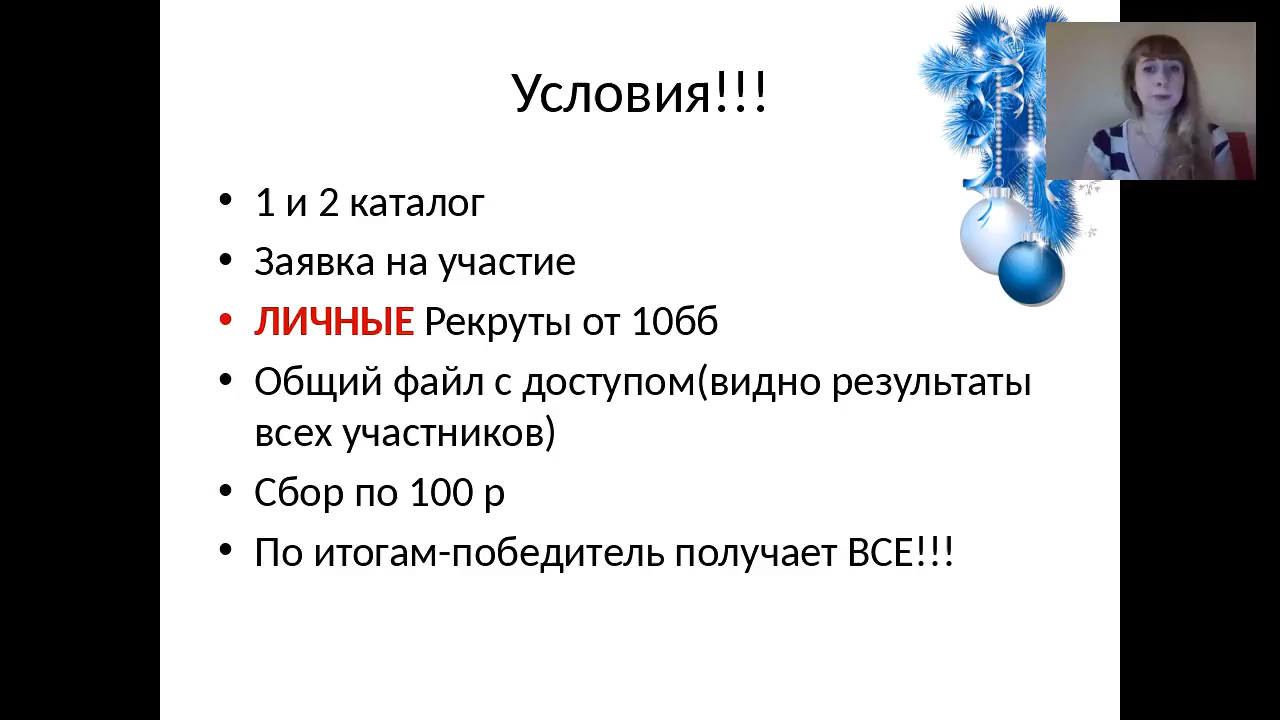 Условия!!!
• 1 и 2 каталог
• Заявка на участие
• ЛИЧНЫЕ Рекруты от 10бб
• Общий файл с доступом(видно результаты
всех участников)
• Сбор по 100 р
• По итогам-победитель получает ВСЕ!!!